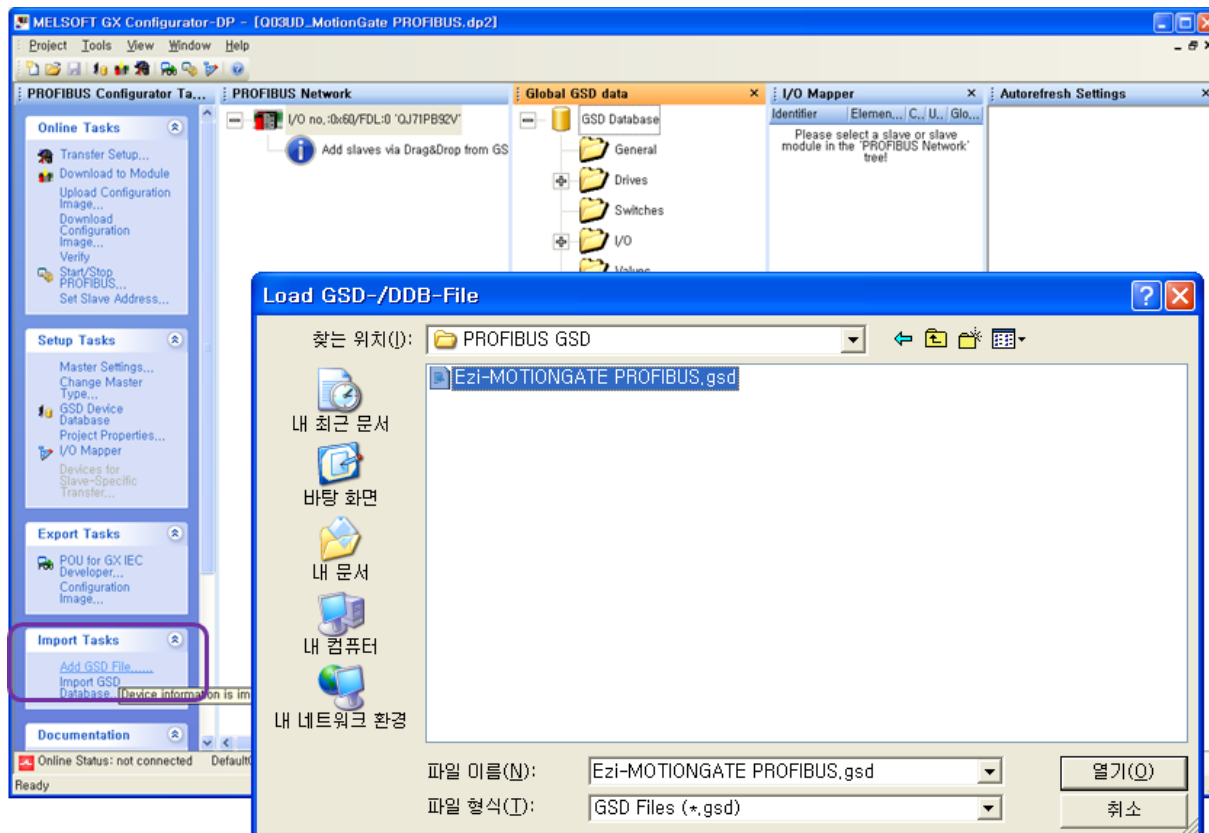 MELSOFT GX Configurator-DP - [Q03UD_MotionGate PROFIBUS.dp2]
Project Tools View Window Help
PROFIBUS Configurator Ta...
PROFIBUS Network
Global GSD data
I/O Mapper
Autorefresh Settings
Online Tasks
Transfer Setup...
Download to Module
Upload Configuration
Image...
Download
Configuration
Image...
Verify
Start/Stop
PROFIBUS...
Set Slave Address...
Setup Tasks
Master Settings...
Change Master
Type...
GSD Device
Database
Project Properties...
I/O Mapper
Devices for
Slave-Specific
Transfer...
Export Tasks
POU for GX IEC
Developer...
Configuration
Image...
Import Tasks
Add GSD File......
Import GSD
Database...
Device information is im
Documentation
Online Status: not connected
Ready
I/O no.:0x60/FDL:0 'QJ71PB92V'
Add slaves via Drag&Drop from GS
GSD Database
General
Drives
Switches
I/O
Values
Identifier Elemen... C.. U.. Glo...
Please select a slave or slave
module in the 'PROFIBUS Network'
tree!
Load GSD-/DDB-File
찾는 위치(I):
PROFIBUS GSD
Ezi-MOTIONGATE PROFIBUS.gsd
내 최근 문서
바탕 화면
내 문서
내 컴퓨터
내 네트워크 환경
파일 이름(N):
Ezi-MOTIONGATE PROFIBUS.gsd
열기(O)
파일 형식(T):
GSD Files (*.gsd)
취소